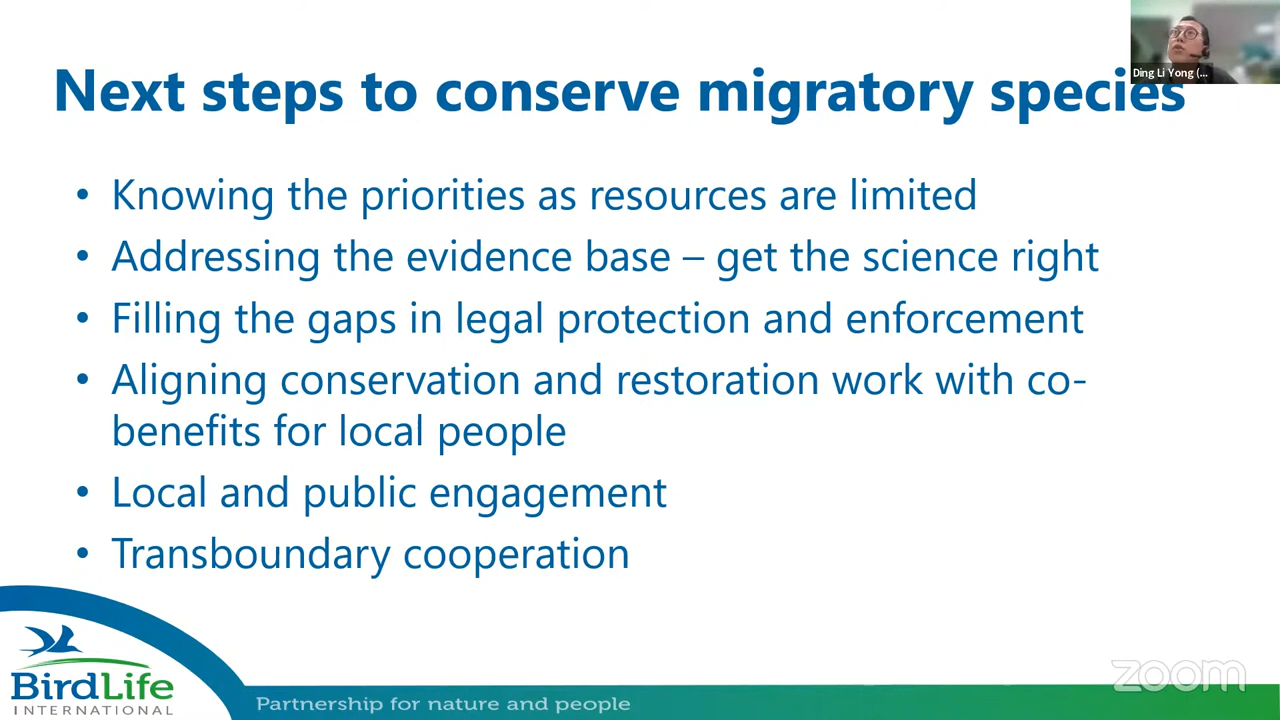 Ding Li Yong (...
Next steps to conserve migratory species
• Knowing the priorities as resources are limited
• Addressing the evidence base – get the science right
• Filling the gaps in legal protection and enforcement
• Aligning conservation and restoration work with co-
benefits for local people
• Local and public engagement
• Transboundary cooperation
BirdLife
INTERNATIONAL
Partnership for nature and people
zoom